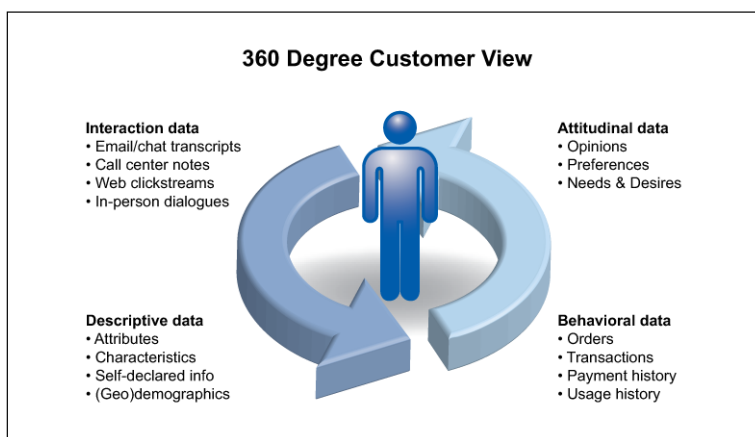 360 Degree Customer View
Interaction data
• Email/chat transcripts
• Call center notes
• Web clickstreams
• In-person dialogues
Attitudinal data
• Opinions
• Preferences
• Needs & Desires
Descriptive data
• Attributes
• Characteristics
• Self-declared info
• (Geo)demographics
Behavioral data
• Orders
• Transactions
• Payment history
• Usage history